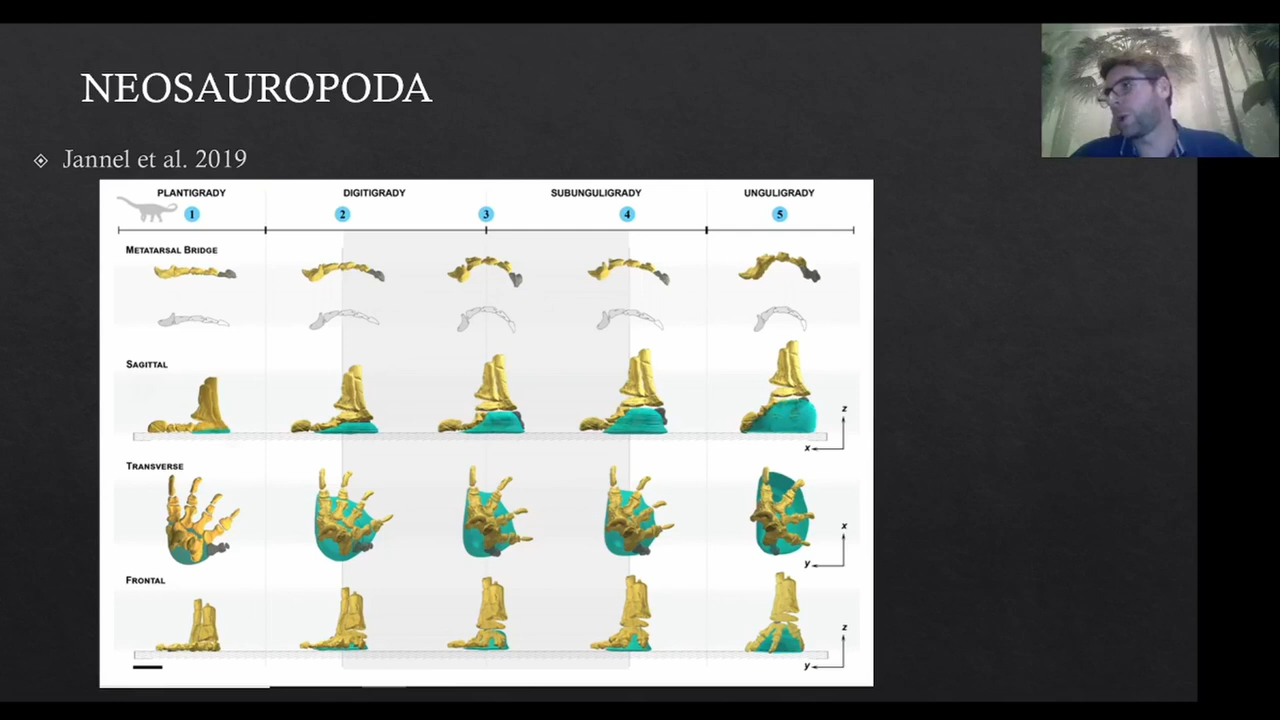 NEOSAUROPODA
Jannel et al. 2019
PLANTIGRADY DIGITIGRADY SUBUNGULIGRADY UNGULIGRADY
1 2 3 4 5
METATARSAL BRIDGE
SAGITTAL
z
x
TRANSVERSE
x
y
FRONTAL
z
y